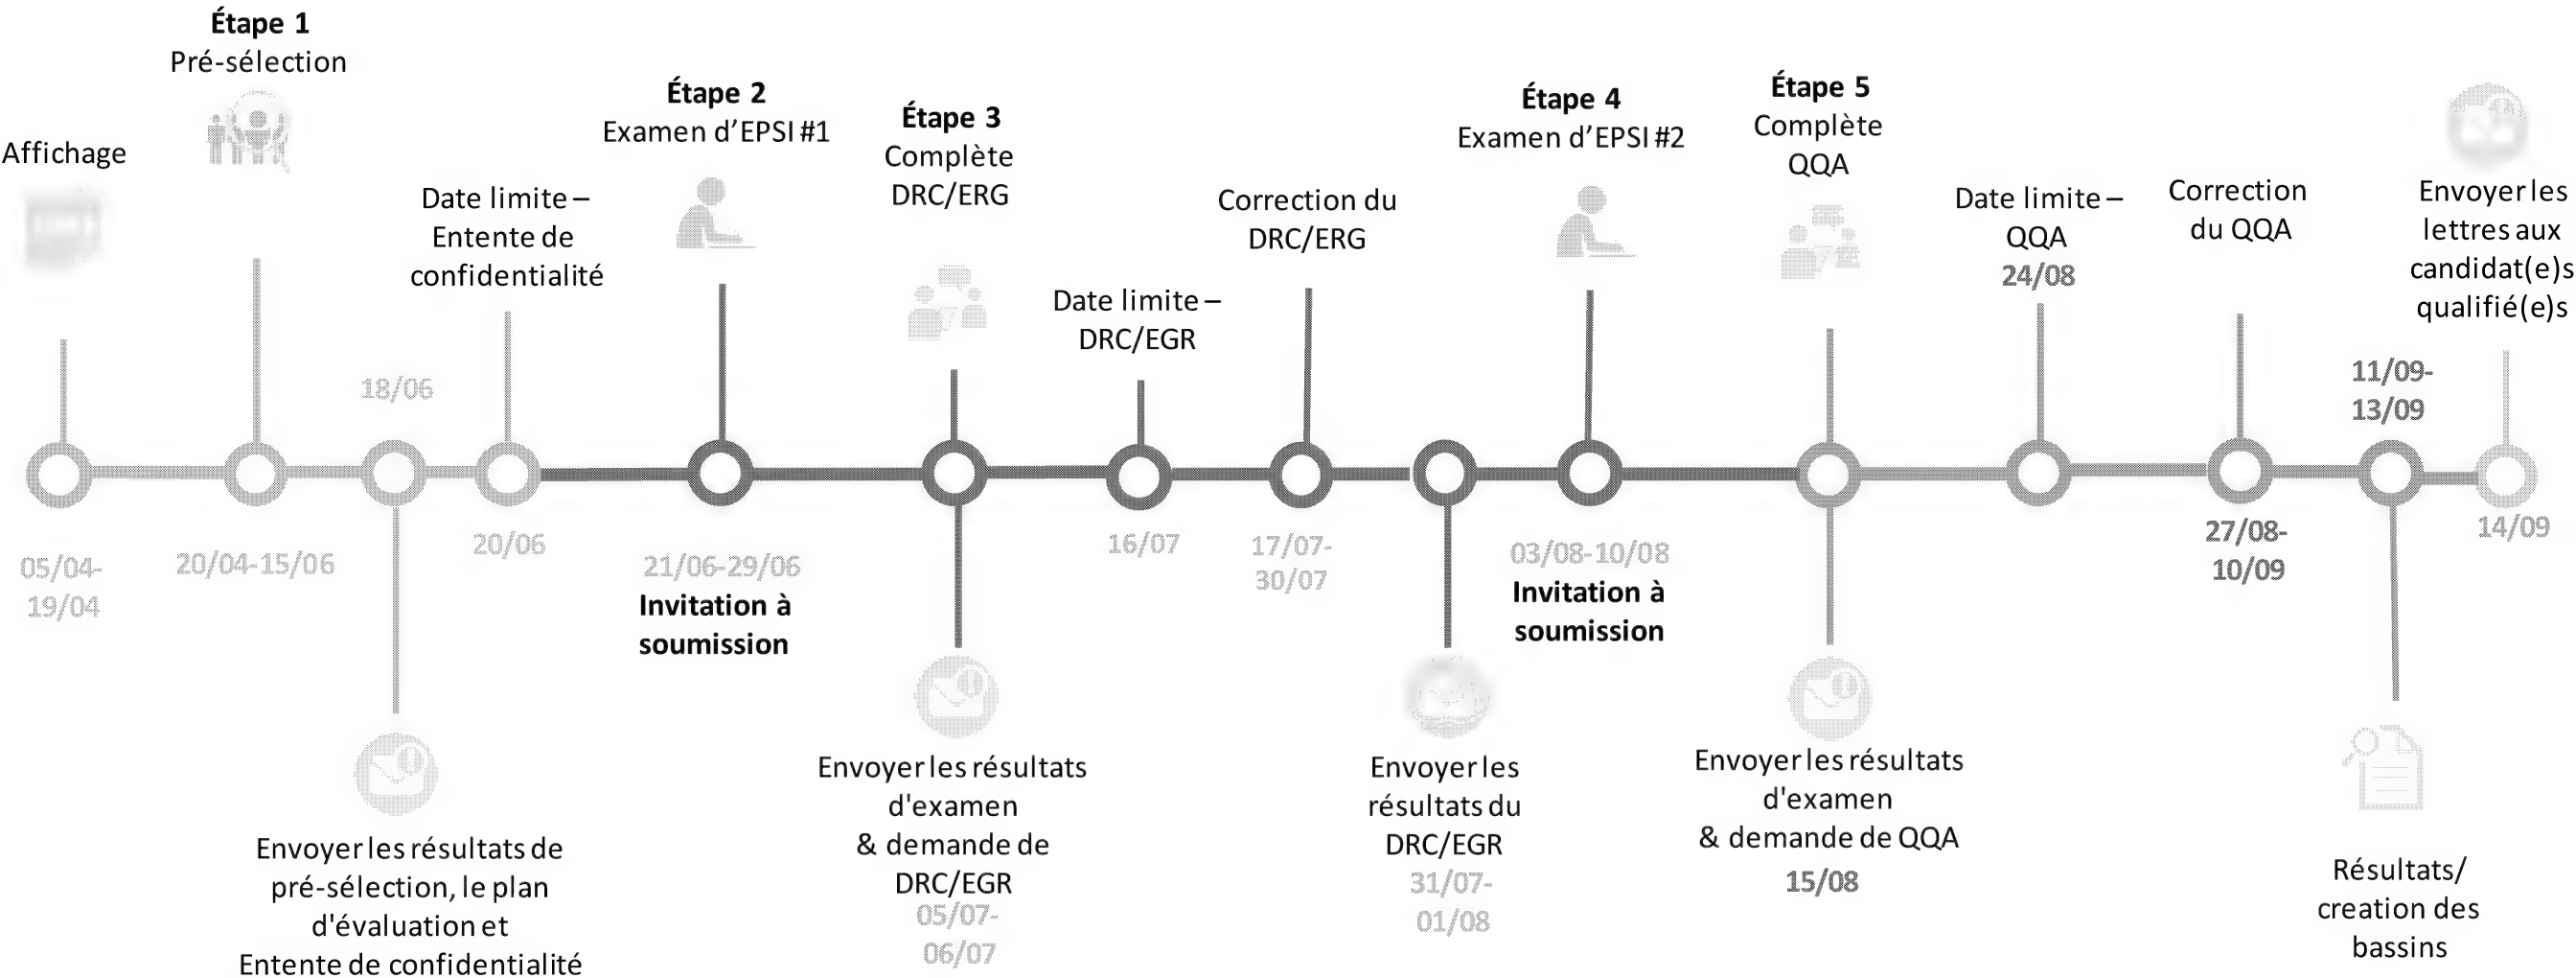 Affichage
05/04-
19/04
Étape 1
Pré-sélection
20/04-15/06
18/06
Envoyer les résultats de
pré-sélection, le plan
d'évaluation et
Entente de confidentialité
Date limite –
Entente de
confidentialité
20/06
Étape 2
Examen d’EPSI #1
21/06-29/06
Invitation à
soumission
Étape 3
Complète
DRC/ERG
Envoyer les résultats
d'examen
& demande de
DRC/EGR
05/07-
06/07
Date limite –
DRC/EGR
16/07
Correction du
DRC/ERG
17/07-
30/07
Envoyer les
résultats du
DRC/EGR
31/07-
01/08
Étape 4
Examen d’EPSI #2
03/08-10/08
Invitation à
soumission
Étape 5
Complète
QQA
Envoyer les résultats
d'examen
& demande de QQA
15/08
Date limite –
QQA
24/08
Correction
du QQA
27/08-
10/09
11/09-
13/09
Résultats/
creation des
bassins
Envoyer les
lettres aux
candidat(e)s
qualifié(e)s
14/09